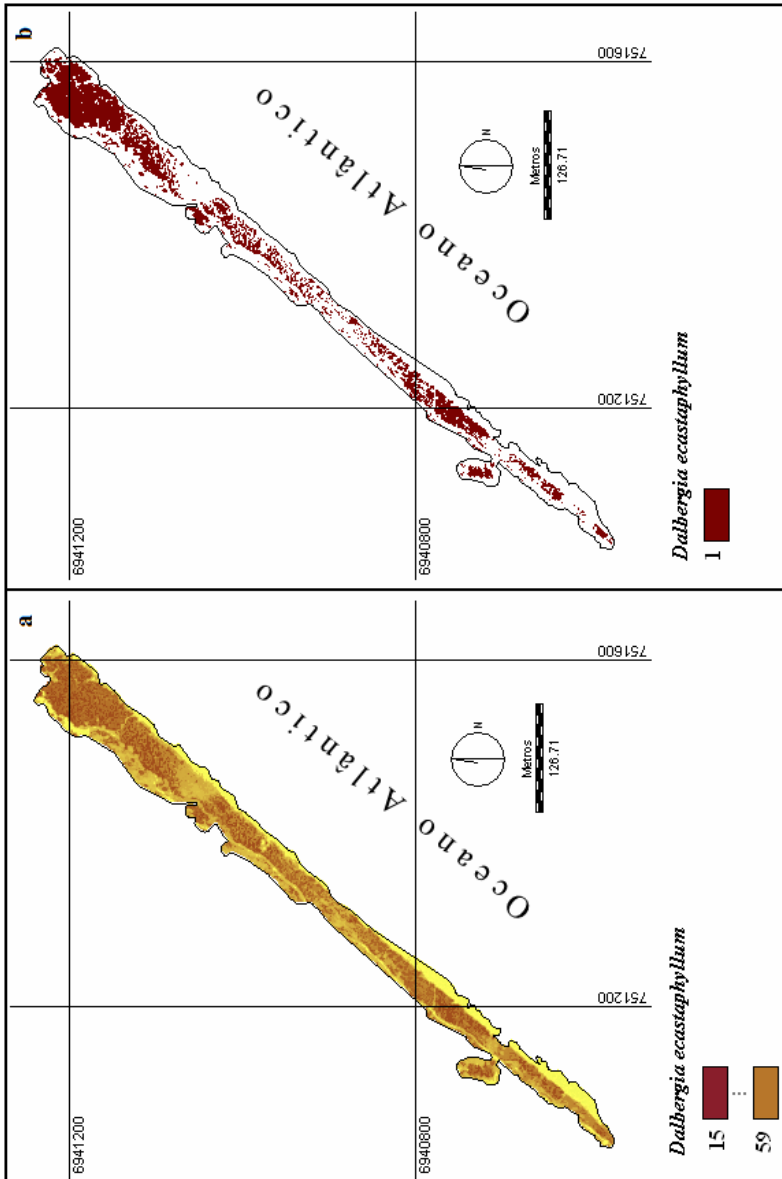 a
6941200
6940800
751200
751600
Oceano Atlântico
N
Metros
126.71
Dalbergia ecastaphyllum
15
...
59
b
6941200
6940800
751200
751600
Oceano Atlântico
N
Metros
126.71
Dalbergia ecastaphyllum
1